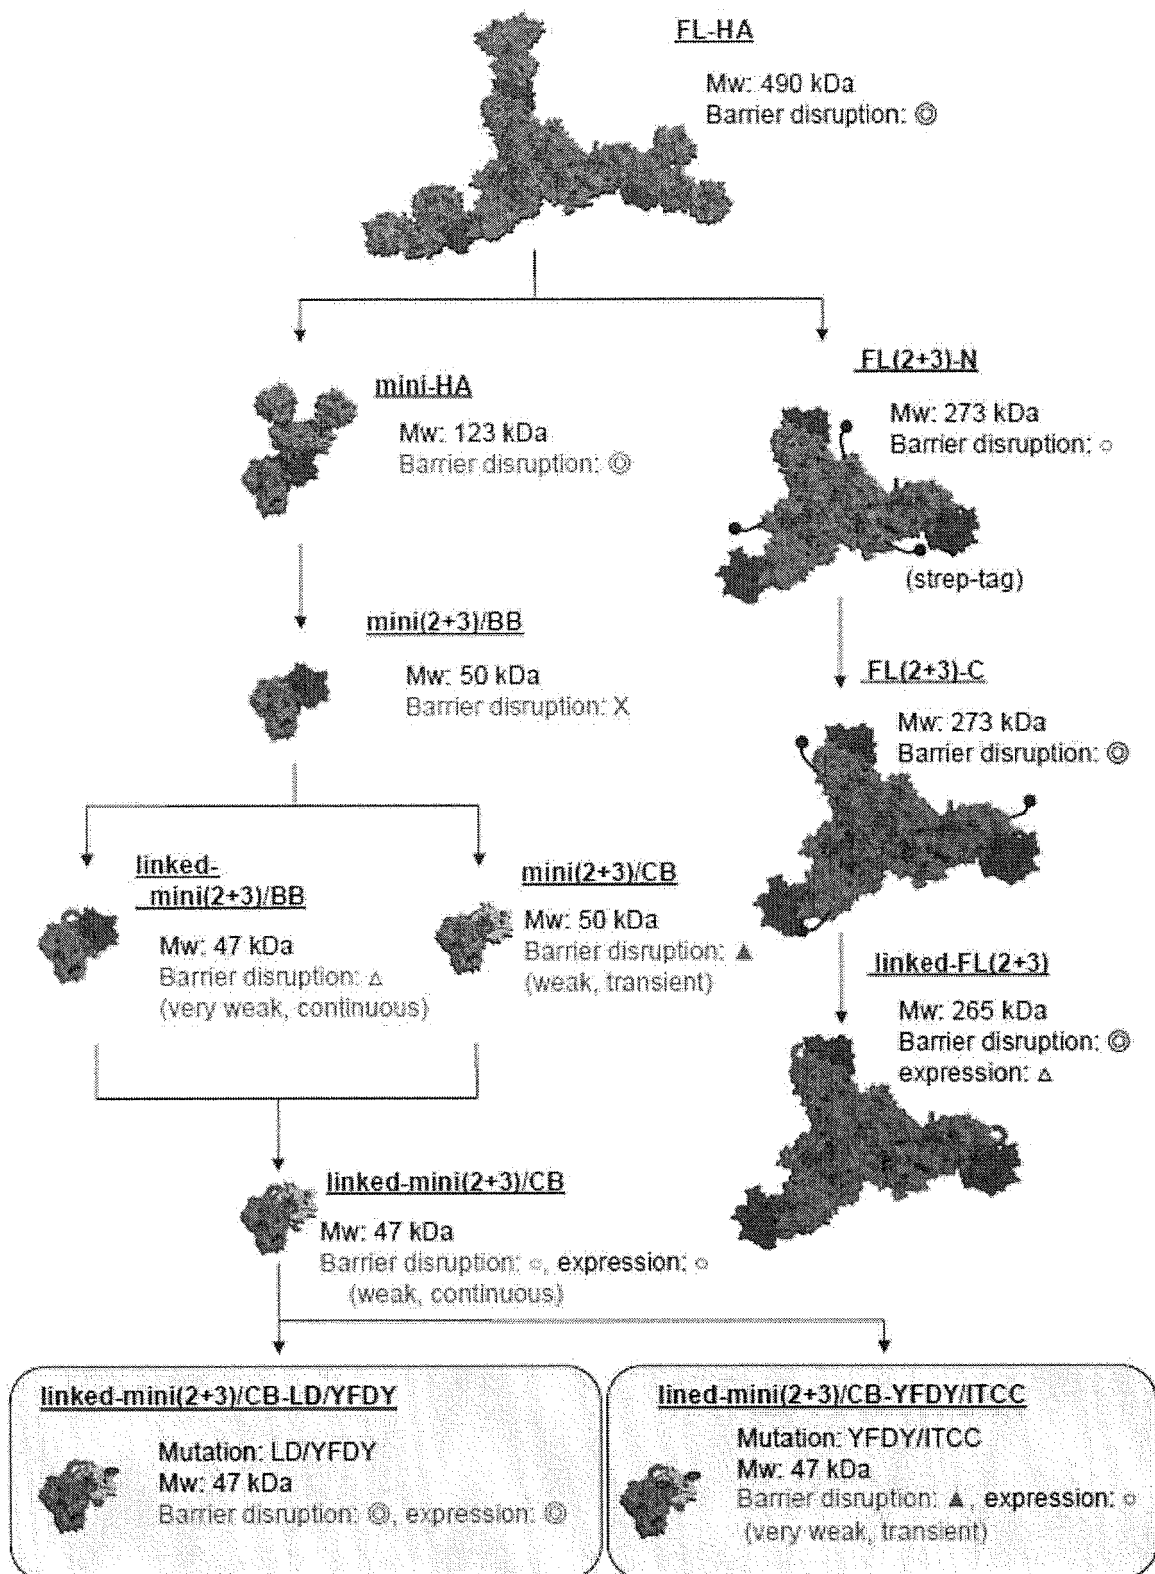 FL-HA
Mw: 490 kDa
Barrier disruption: ◎
mini-HA
Mw: 123 kDa
Barrier disruption: ◎
FL(2+3)-N
Mw: 273 kDa
Barrier disruption: ○
(strep-tag)
mini(2+3)/BB
Mw: 50 kDa
Barrier disruption: X
FL(2+3)-C
Mw: 273 kDa
Barrier disruption: ◎
linked-
mini(2+3)/BB
Mw: 47 kDa
Barrier disruption: △
(very weak, continuous)
mini(2+3)/CB
Mw: 50 kDa
Barrier disruption: ▲
(weak, transient)
linked-FL(2+3)
Mw: 265 kDa
Barrier disruption: ◎
expression: △
linked-mini(2+3)/CB
Mw: 47 kDa
Barrier disruption: ○, expression: ○
(weak, continuous)
linked-mini(2+3)/CB-LD/YFDY
Mutation: LD/YFDY
Mw: 47 kDa
Barrier disruption: ◎, expression: ◎
lined-mini(2+3)/CB-YFDY/ITCC
Mutation: YFDY/ITCC
Mw: 47 kDa
Barrier disruption: ▲, expression: ○
(very weak, transient)